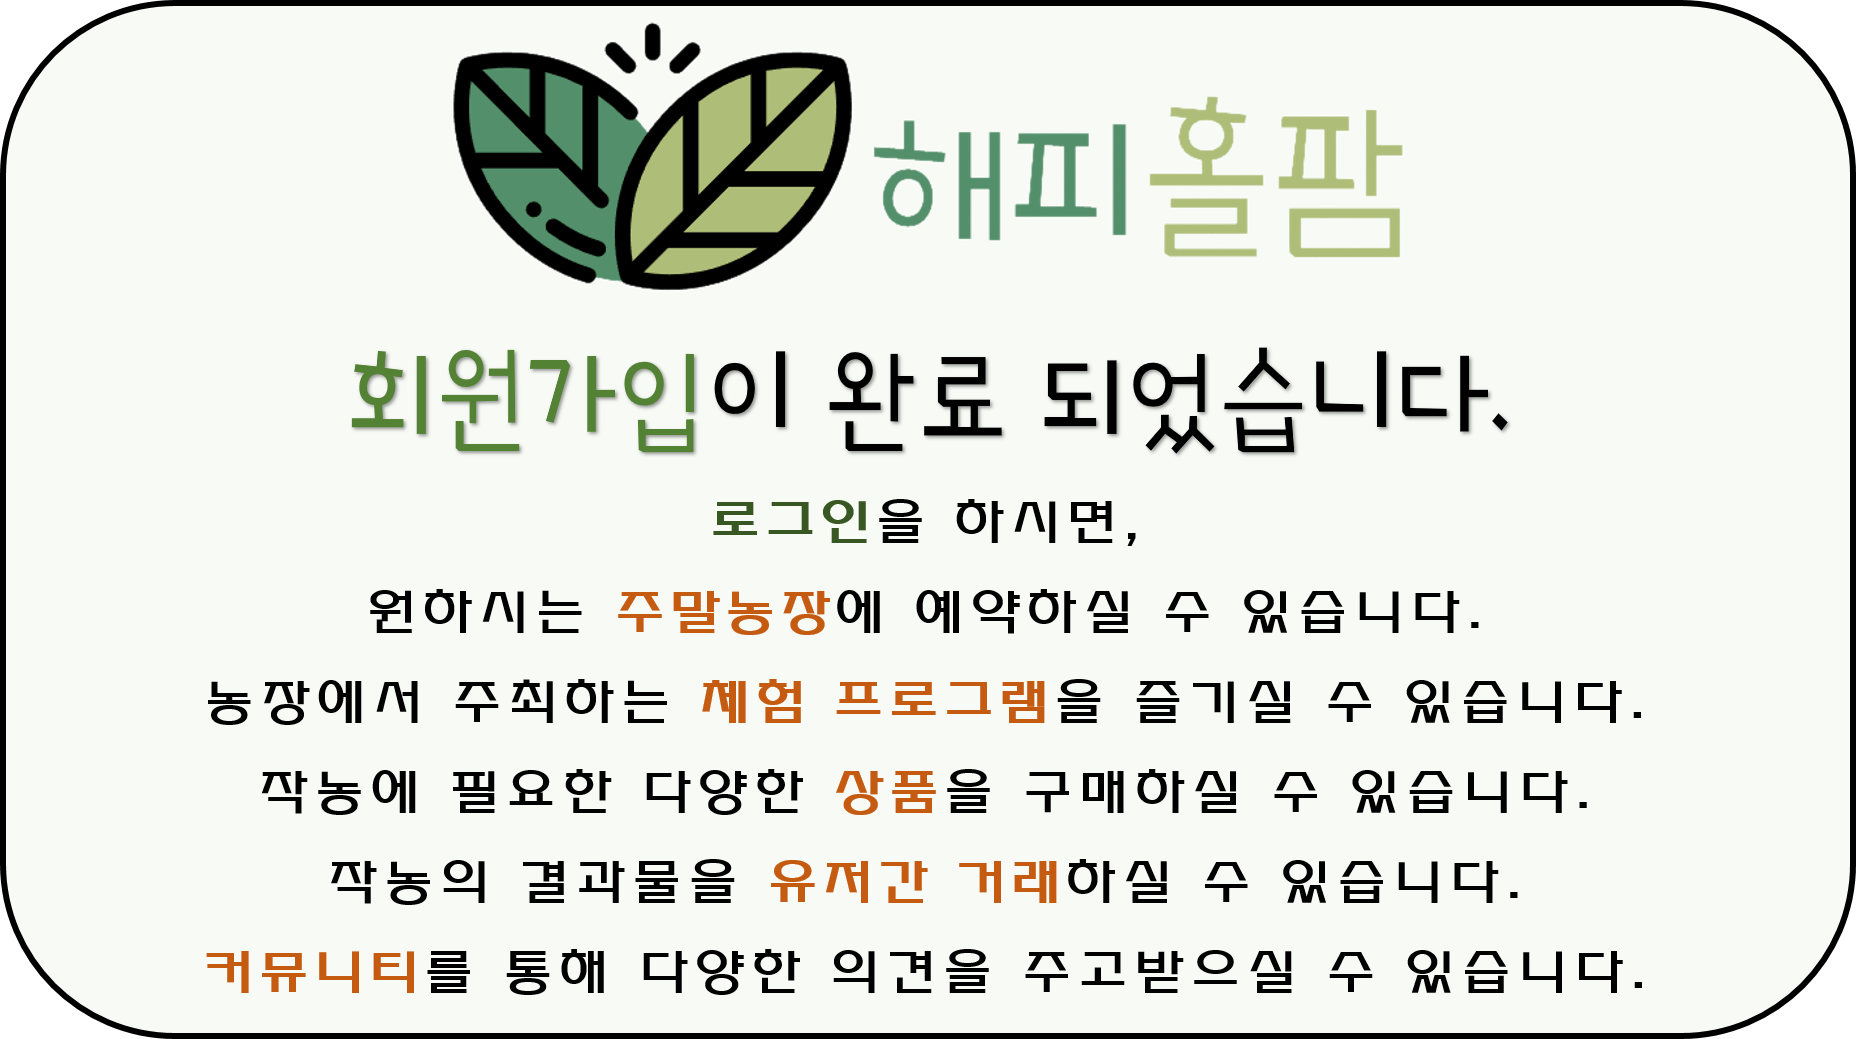 해피홀팜
회원가입이 완료 되었습니다.
로그인을 하시면,
원하시는 주말농장에 예약하실 수 있습니다.
농장에서 주최하는 체험 프로그램을 즐기실 수 있습니다.
작농에 필요한 다양한 상품을 구매하실 수 있습니다.
작농의 결과물을 유저간 거래하실 수 있습니다.
커뮤니티를 통해 다양한 의견을 주고받으실 수 있습니다.